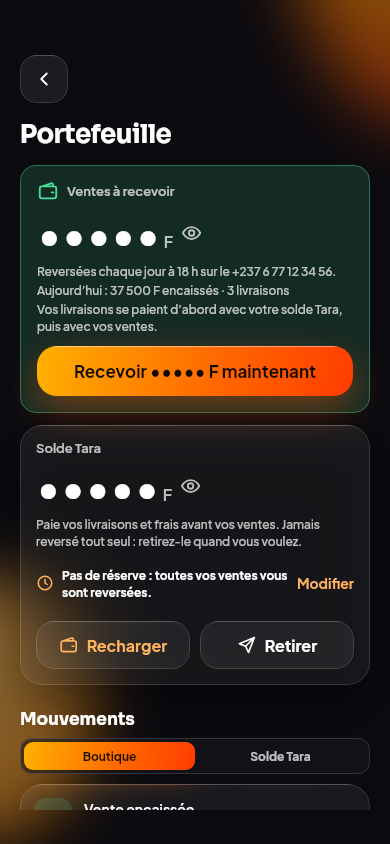 Portefeuille
Ventes à recevoir
●●●●● F
Reversées chaque jour à 18 h sur le +237 6 77 12 34 56.
Aujourd'hui : 37 500 F encaissés · 3 livraisons
Vos livraisons se paient d'abord avec votre solde Tara,
puis avec vos ventes.
Recevoir ●●●●● F maintenant
Solde Tara
●●●●● F
Paie vos livraisons et frais avant vos ventes. Jamais
reversé tout seul : retirez-le quand vous voulez.
Pas de réserve : toutes vos ventes vous
sont reversées.
Modifier
Recharger
Retirer
Mouvements
Boutique
Solde Tara
Vente encaissée